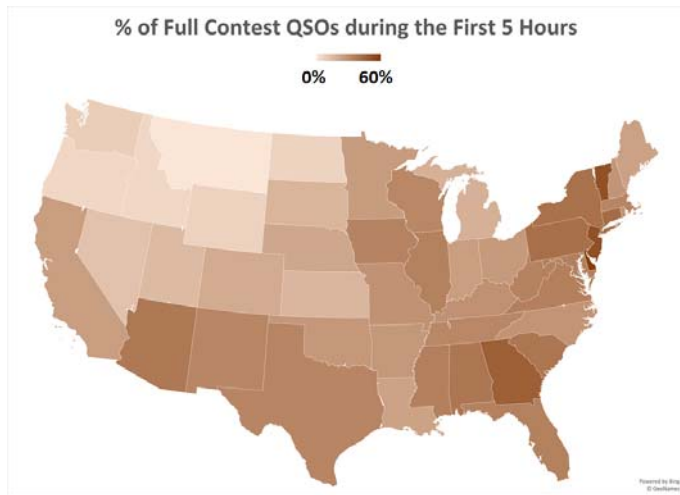 % of Full Contest QSOs during the First 5 Hours
0% 60%
Powered by Bing
© GeoNames